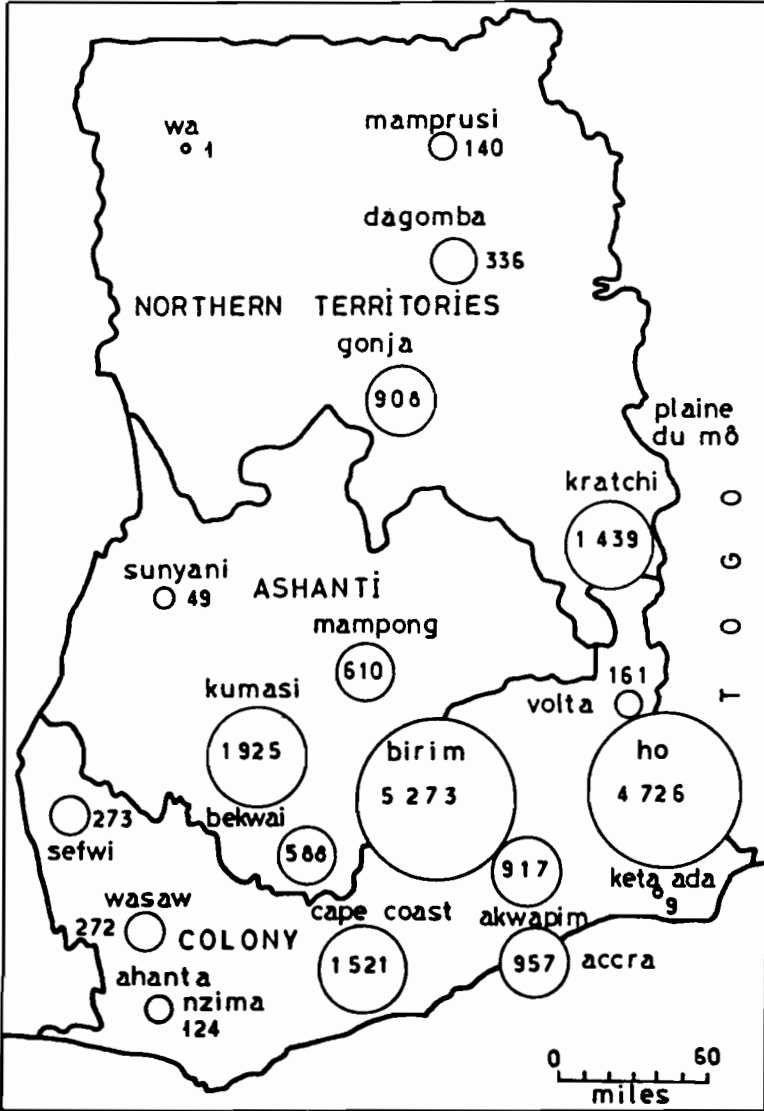 wa
1
mamprusi
140
dagomba
336
NORTHERN TERRITORIES
gonja
908
plaine
du mô
kratchi
1 439
TOGO
sunyani
49
ASHANTI
mampong
610
161
volta
kumasi
1 925
birim
5 273
ho
4 726
273
sefwi
bekwai
588
917
akwapim
keta ada
9
wasaw
272
COLONY
cape coast
1 521
957
accra
ahanta
nzima
124
0 60
miles